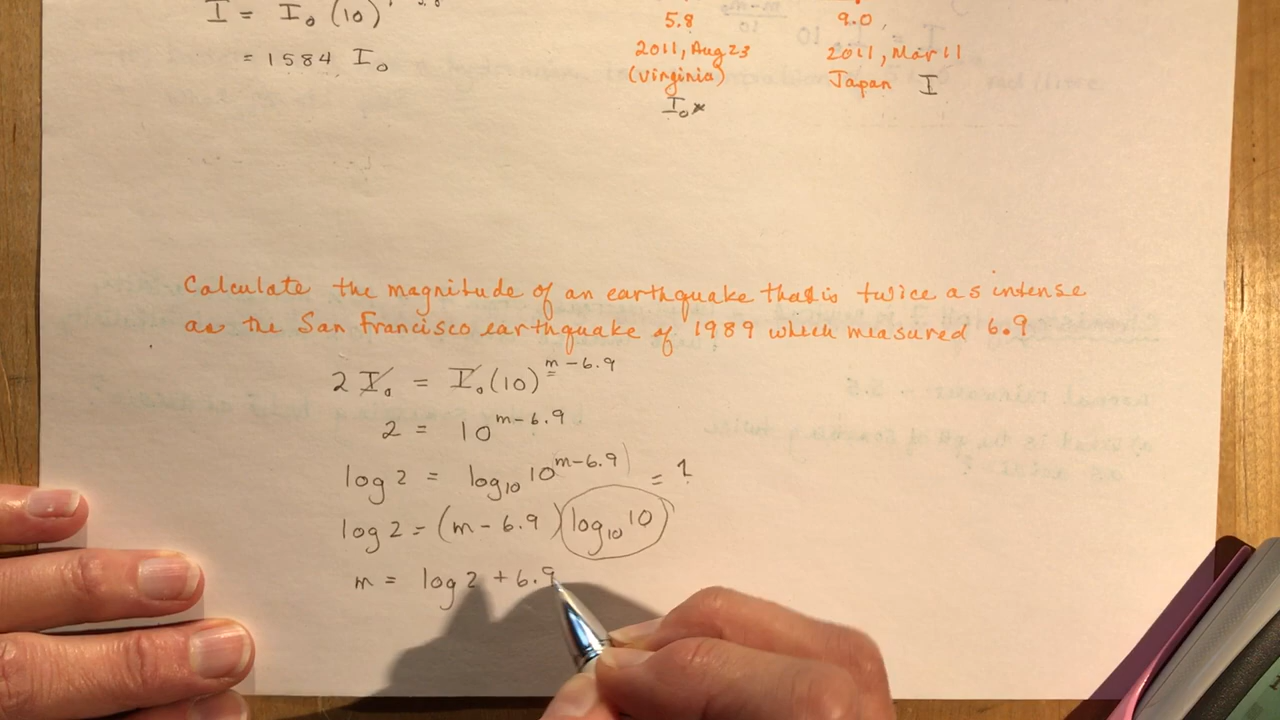 I = I₀ (10)
= 1584 I₀
5.8 9.0
2011, Aug 23 2011, Mar 11
(Virginia) Japan I
I₀*
Calculate the magnitude of an earthquake that is twice as intense
as the San Francisco earthquake of 1989 which measured 6.9
2 I₀ = I₀ (10)^m-6.9
2 = 10^m-6.9
log 2 = log₁₀ 10^(m-6.9)
= 1
log 2 = (m - 6.9)(log₁₀ 10)
m = log 2 + 6.9